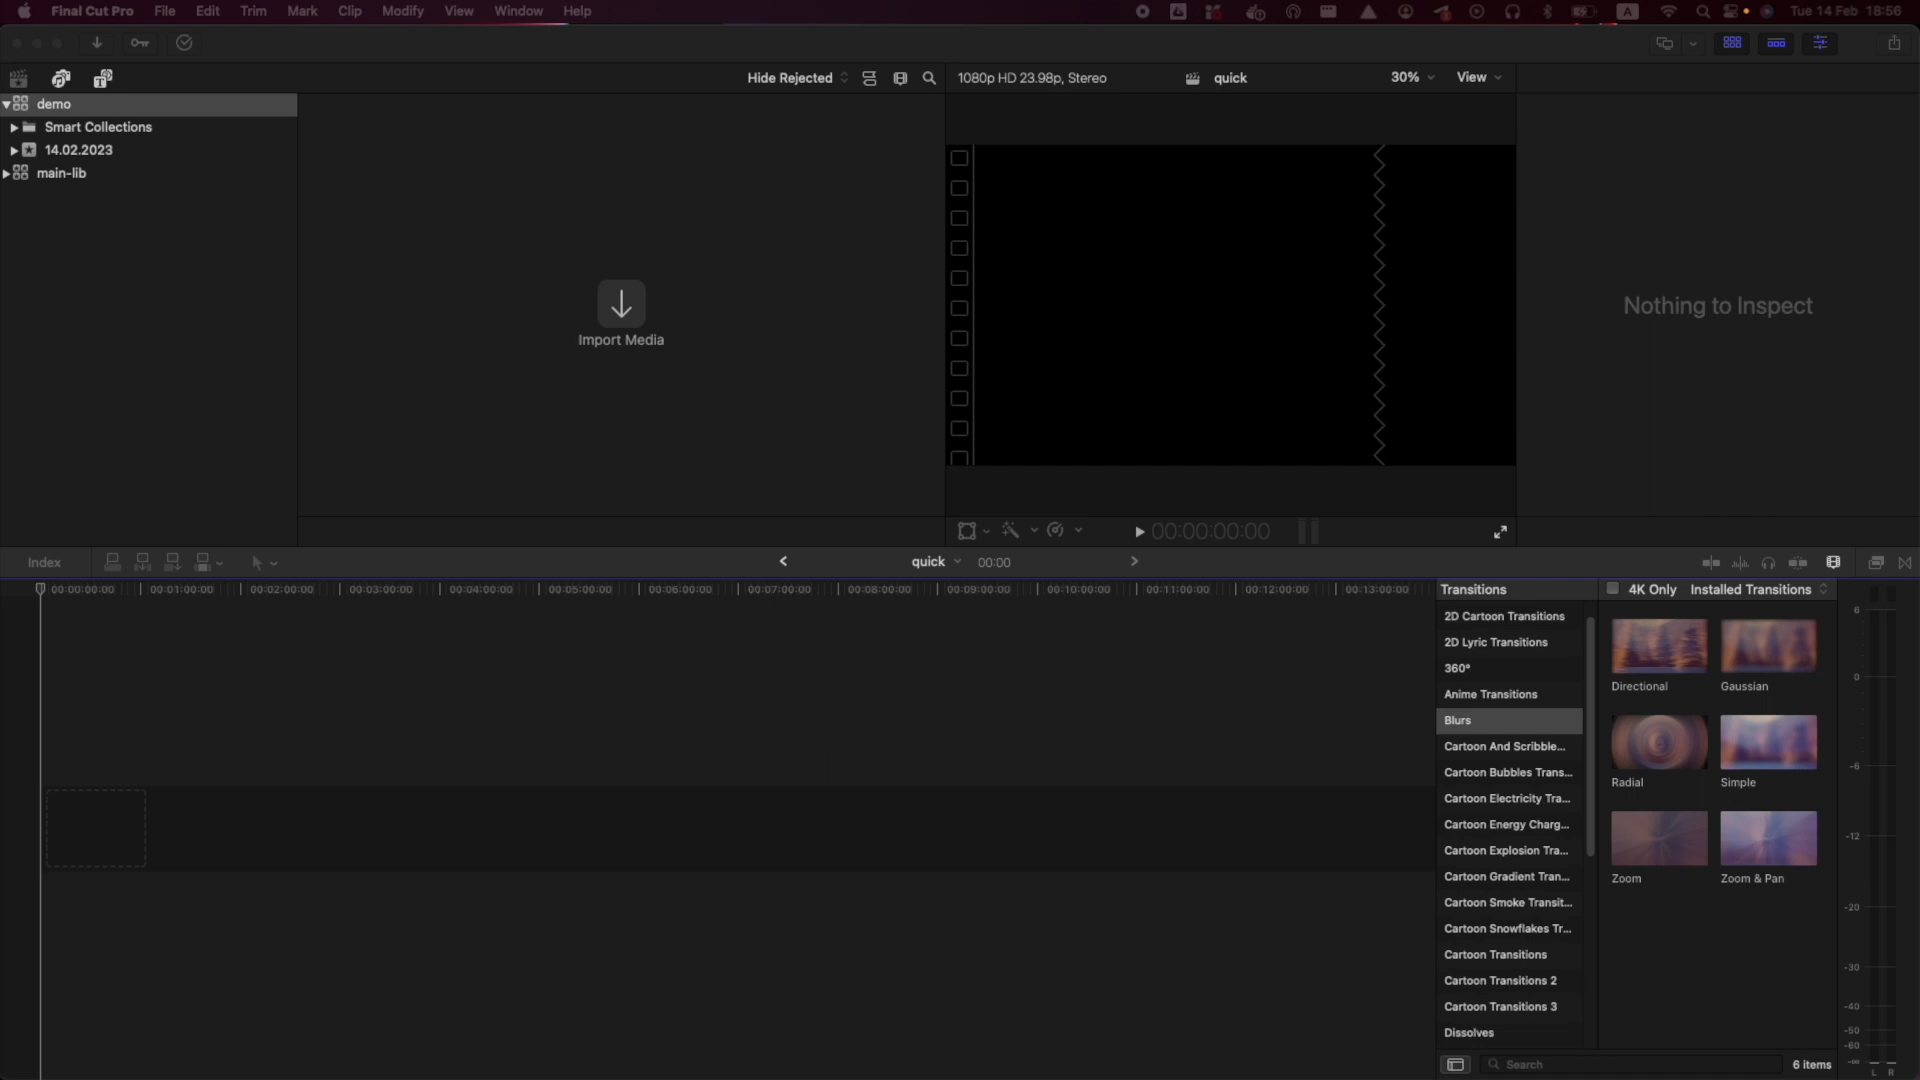 Final Cut Pro File Edit Trim Mark Clip Modify View Window Help A Tue 14 Feb 18:56
Hide Rejected 1080p HD 23.98p, Stereo quick 30% View
demo
Smart Collections
14.02.2023
main-lib
Import Media
Nothing to Inspect
00:00:00:00
Index quick 00:00
00:00:00:00 00:01:00:00 00:02:00:00 00:03:00:00 00:04:00:00 00:05:00:00 00:06:00:00 00:07:00:00 00:08:00:00 00:09:00:00 00:10:00:00 00:11:00:00 00:12:00:00 00:13:00:00
Transitions 4K Only Installed Transitions
2D Cartoon Transitions
2D Lyric Transitions
360°
Anime Transitions
Blurs
Cartoon And Scribble...
Cartoon Bubbles Trans...
Cartoon Electricity Tra...
Cartoon Energy Charg...
Cartoon Explosion Tra...
Cartoon Gradient Tran...
Cartoon Smoke Transit...
Cartoon Snowflakes Tr...
Cartoon Transitions
Cartoon Transitions 2
Cartoon Transitions 3
Dissolves
Directional Gaussian
Radial Simple
Zoom Zoom & Pan
Search 6 items
6
0
-6
-12
-20
-30
-40
-50
-60
-∞
L R